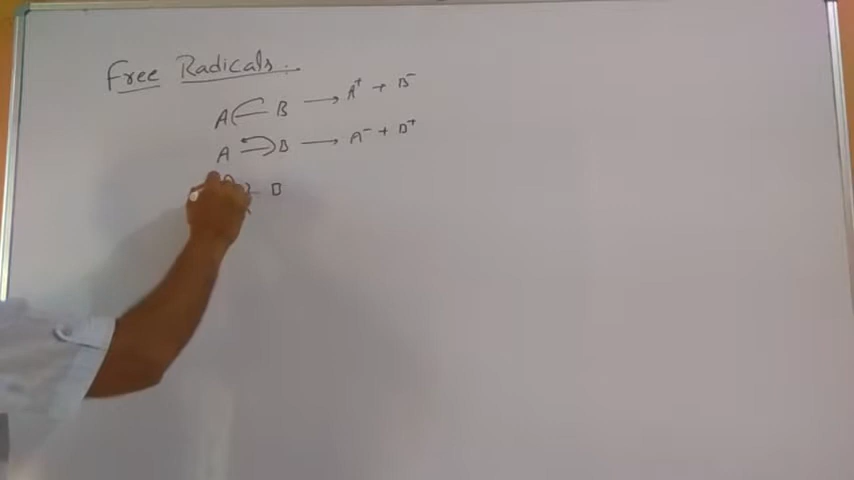 Free Radicals.
A — B → A⁺ + B⁻
A — B → A⁻ + B⁺
A — B